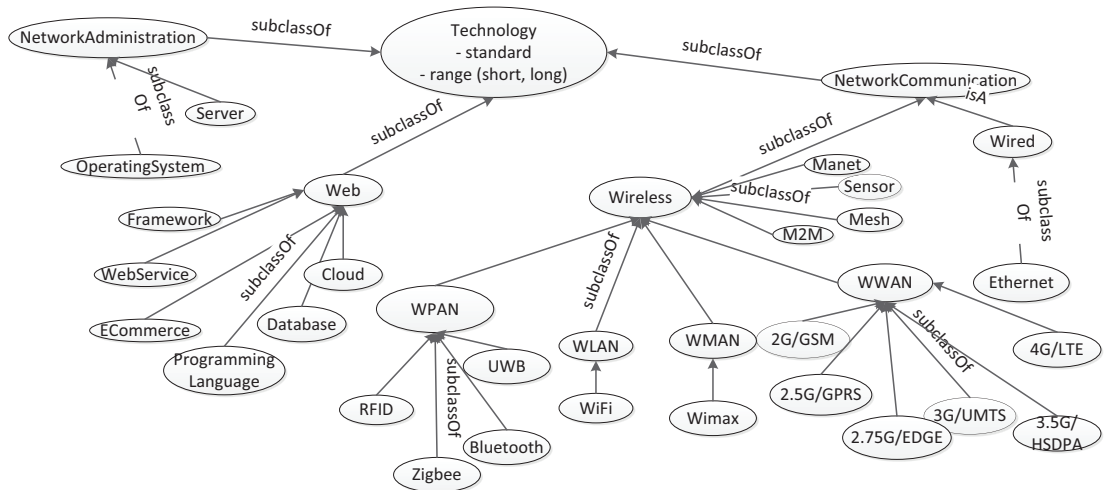 NetworkAdministration
subclassOf
Technology
- standard
- range (short, long)
subclassOf
NetworkCommunication
isA
subclass
Of
Server
OperatingSystem
subclassOf
subclassOf
Wired
Web
Wireless
Manet
Sensor
subclassOf
Mesh
M2M
subclass
Of
Framework
WebService
ECommerce
subclassOf
Programming
Language
Database
Cloud
subclassOf
Ethernet
WPAN
WWAN
WLAN
WMAN
2G/GSM
subclassOf
4G/LTE
UWB
subclassOf
RFID
WiFi
Wimax
2.5G/GPRS
3G/UMTS
2.75G/EDGE
3.5G/
HSDPA
Bluetooth
Zigbee